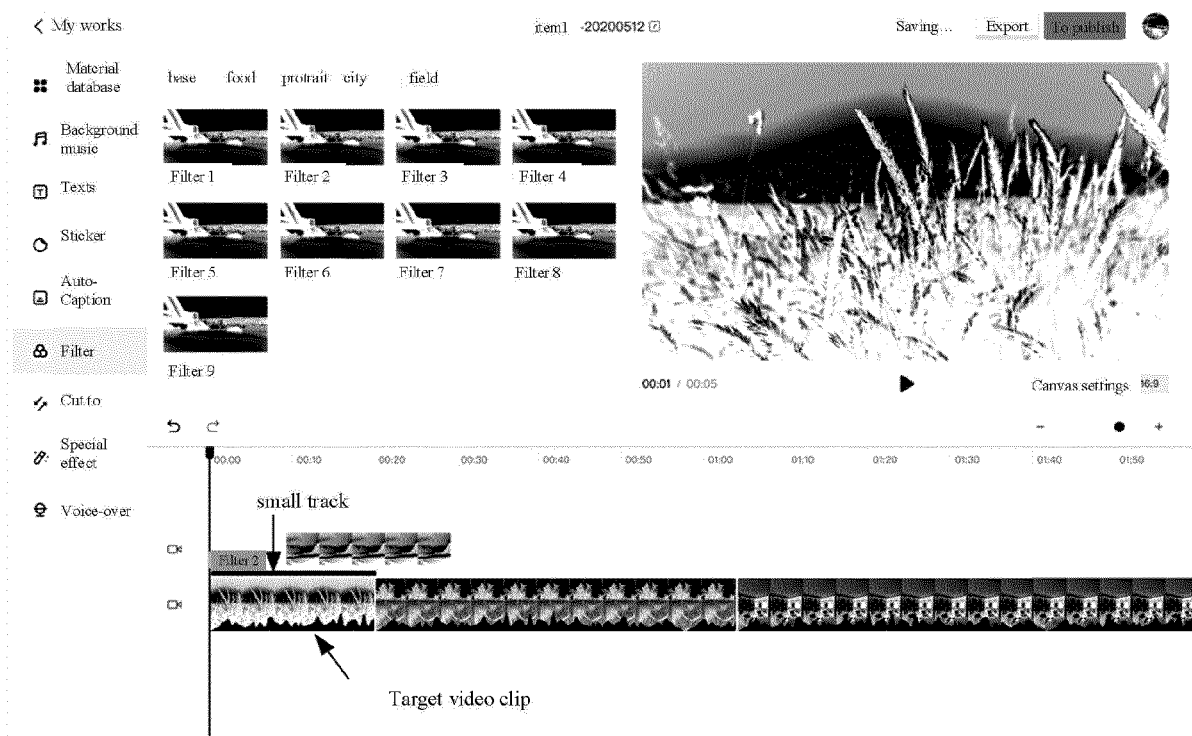 < My works
item1 -20200512
Saving...
Export
To publish
Material
database
Background
music
Texts
Sticker
Auto-
Caption
Filter
Cut to
Special
effect
Voice-over
base food protrait city field
Filter 1 Filter 2 Filter 3 Filter 4
Filter 5 Filter 6 Filter 7 Filter 8
Filter 9
00:01 / 00:05
Canvas settings 16:9
00:00 00:10 00:20 00:30 00:40 00:50 01:00 01:10 01:20 01:30 01:40 01:50
small track
Filter 2
Target video clip